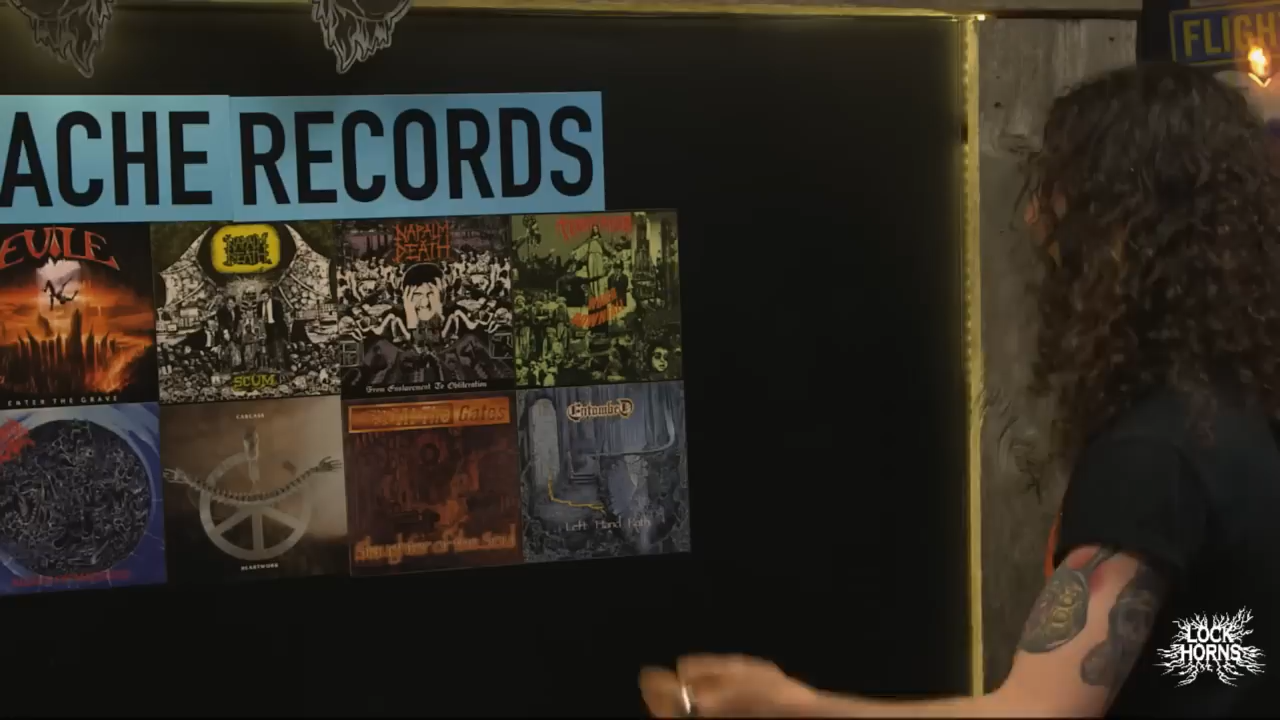 FLIGH
ACHE RECORDS
EVILE
NAPALM
DEATH
NAPALM
DEATH
SCUM
From Enslavement To Obliteration
ENTER THE GRAVE
CARCASS
At The Gates
Entombed
Left Hand Path
Slaughter of the Soul
HEARTWORK
LOCK
HORNS